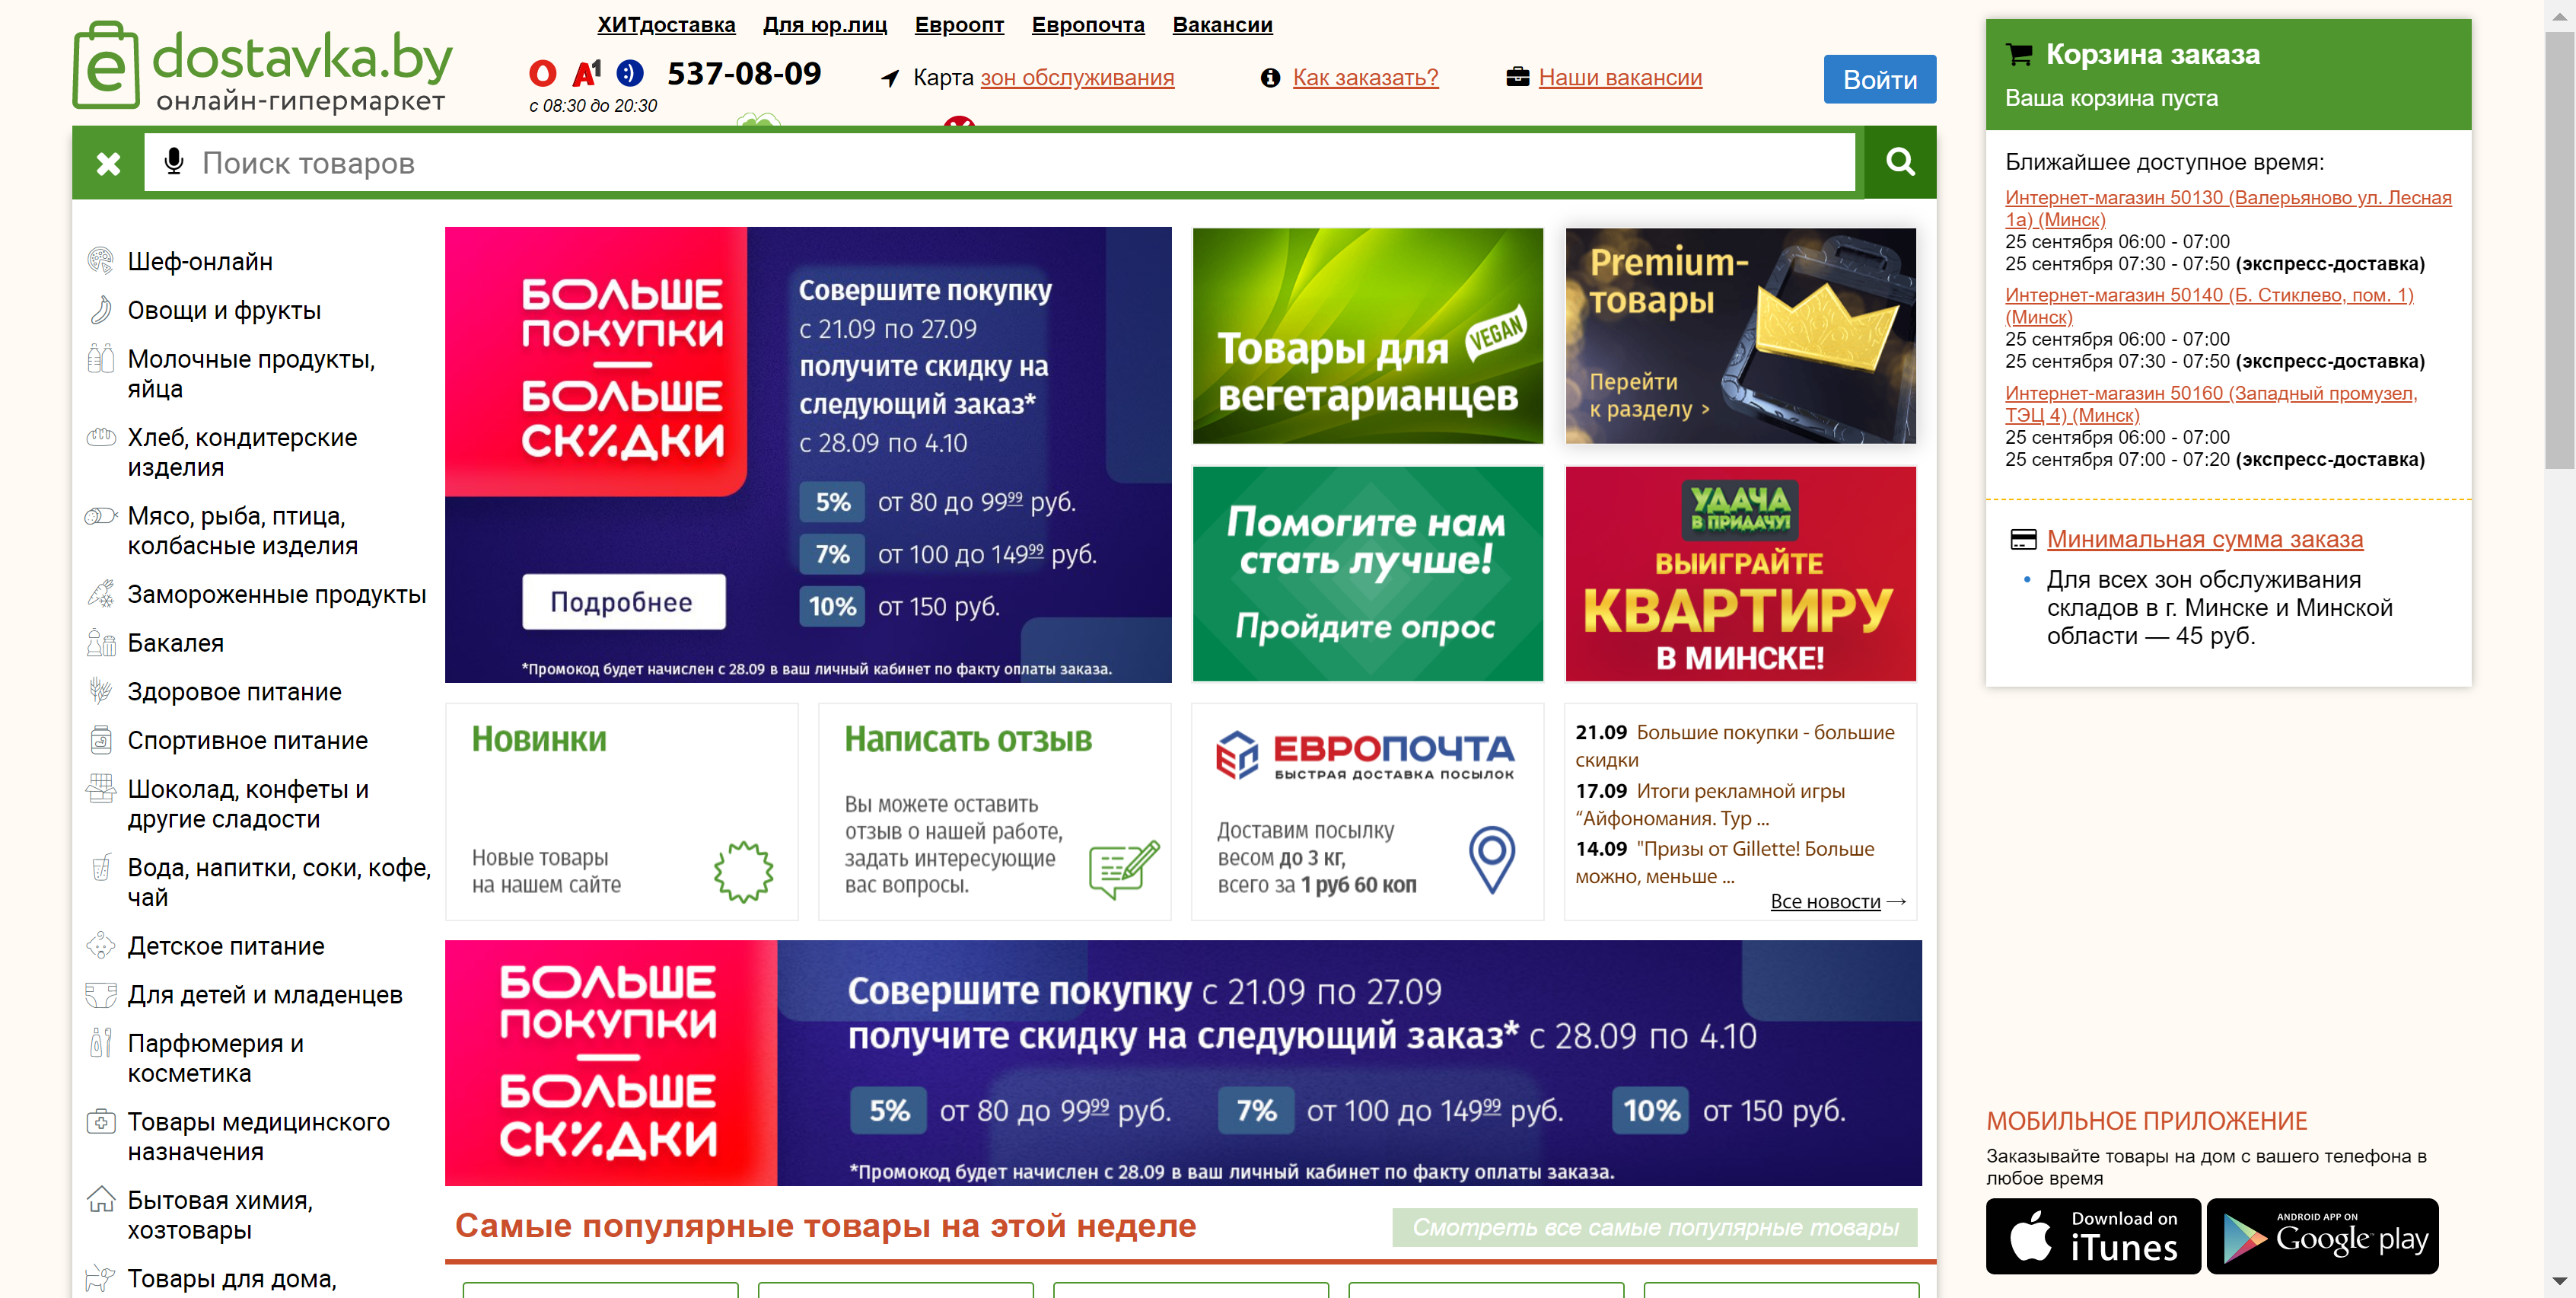 ХИТдоставка Для юр.лиц Евроопт Европочта Вакансии
e dostavka.by
онлайн-гипермаркет
A1 :) 537-08-09
с 08:30 до 20:30
Карта зон обслуживания
Как заказать?
Наши вакансии
Войти
Поиск товаров
Шеф-онлайн
Овощи и фрукты
Молочные продукты,
яйца
Хлеб, кондитерские
изделия
Мясо, рыба, птица,
колбасные изделия
Замороженные продукты
Бакалея
Здоровое питание
Спортивное питание
Шоколад, конфеты и
другие сладости
Вода, напитки, соки, кофе,
чай
Детское питание
Для детей и младенцев
Парфюмерия и
косметика
Товары медицинского
назначения
Бытовая химия,
хозтовары
Товары для дома,
БОЛЬШЕ
ПОКУПКИ
—
БОЛЬШЕ
СКИДКИ
Подробнее
Совершите покупку
с 21.09 по 27.09
получите скидку на
следующий заказ*
с 28.09 по 4.10
5% от 80 до 99⁹⁹ руб.
7% от 100 до 149⁹⁹ руб.
10% от 150 руб.
*Промокод будет начислен с 28.09 в ваш личный кабинет по факту оплаты заказа.
Товары для
вегетарианцев
VEGAN
Premium-
товары
Перейти
к разделу >
Помогите нам
стать лучше!
Пройдите опрос
УДАЧА
В ПРИДАЧУ!
ВЫИГРАЙТЕ
КВАРТИРУ
В МИНСКЕ!
Новинки
Новые товары
на нашем сайте
Написать отзыв
Вы можете оставить
отзыв о нашей работе,
задать интересующие
вас вопросы.
ЕВРОПОЧТА
БЫСТРАЯ ДОСТАВКА ПОСЫЛОК
Доставим посылку
весом до 3 кг,
всего за 1 руб 60 коп
21.09 Большие покупки - большие
скидки
17.09 Итоги рекламной игры
“Айфономания. Тур ...
14.09 "Призы от Gillette! Больше
можно, меньше ...
Все новости →
БОЛЬШЕ
ПОКУПКИ
—
БОЛЬШЕ
СКИДКИ
Совершите покупку с 21.09 по 27.09
получите скидку на следующий заказ* с 28.09 по 4.10
5% от 80 до 99⁹⁹ руб. 7% от 100 до 149⁹⁹ руб. 10% от 150 руб.
*Промокод будет начислен с 28.09 в ваш личный кабинет по факту оплаты заказа.
Самые популярные товары на этой неделе
Смотреть все самые популярные товары
Корзина заказа
Ваша корзина пуста
Ближайшее доступное время:
Интернет-магазин 50130 (Валерьяново ул. Лесная
1а) (Минск)
25 сентября 06:00 - 07:00
25 сентября 07:30 - 07:50 (экспресс-доставка)
Интернет-магазин 50140 (Б. Стиклево, пом. 1)
(Минск)
25 сентября 06:00 - 07:00
25 сентября 07:30 - 07:50 (экспресс-доставка)
Интернет-магазин 50160 (Западный промузел,
ТЭЦ 4) (Минск)
25 сентября 06:00 - 07:00
25 сентября 07:00 - 07:20 (экспресс-доставка)
Минимальная сумма заказа
• Для всех зон обслуживания
складов в г. Минске и Минской
области — 45 руб.
МОБИЛЬНОЕ ПРИЛОЖЕНИЕ
Заказывайте товары на дом с вашего телефона в
любое время
Download on
iTunes
ANDROID APP ON
Google play